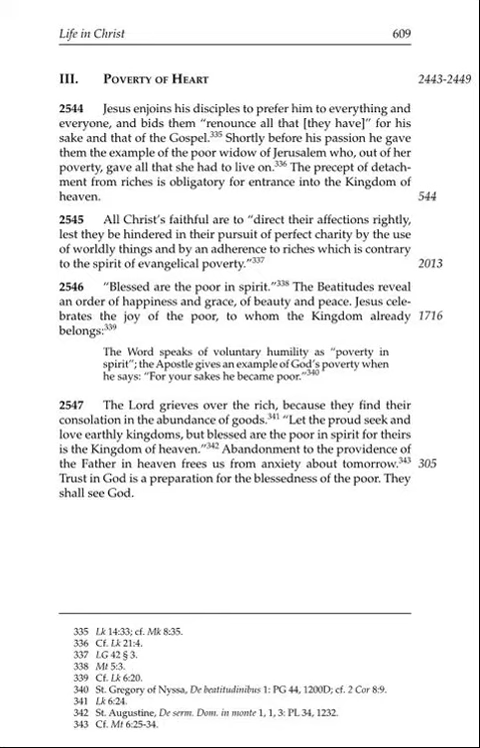 Life in Christ 609
III. POVERTY OF HEART 2443-2449
2544 Jesus enjoins his disciples to prefer him to everything and
everyone, and bids them “renounce all that [they have]” for his
sake and that of the Gospel.335 Shortly before his passion he gave
them the example of the poor widow of Jerusalem who, out of her
poverty, gave all that she had to live on.336 The precept of detach-
ment from riches is obligatory for entrance into the Kingdom of
heaven. 544
2545 All Christ’s faithful are to “direct their affections rightly,
lest they be hindered in their pursuit of perfect charity by the use
of worldly things and by an adherence to riches which is contrary
to the spirit of evangelical poverty.”337 2013
2546 “Blessed are the poor in spirit.”338 The Beatitudes reveal
an order of happiness and grace, of beauty and peace. Jesus cele-
brates the joy of the poor, to whom the Kingdom already 1716
belongs:339
The Word speaks of voluntary humility as “poverty in
spirit”; the Apostle gives an example of God’s poverty when
he says: “For your sakes he became poor.”340
2547 The Lord grieves over the rich, because they find their
consolation in the abundance of goods.341 “Let the proud seek and
love earthly kingdoms, but blessed are the poor in spirit for theirs
is the Kingdom of heaven.”342 Abandonment to the providence of
the Father in heaven frees us from anxiety about tomorrow.343 305
Trust in God is a preparation for the blessedness of the poor. They
shall see God.
335 Lk 14:33; cf. Mk 8:35.
336 Cf. Lk 21:4.
337 LG 42 § 3.
338 Mt 5:3.
339 Cf. Lk 6:20.
340 St. Gregory of Nyssa, De beatitudinibus 1: PG 44, 1200D; cf. 2 Cor 8:9.
341 Lk 6:24.
342 St. Augustine, De serm. Dom. in monte 1, 1, 3: PL 34, 1232.
343 Cf. Mt 6:25-34.